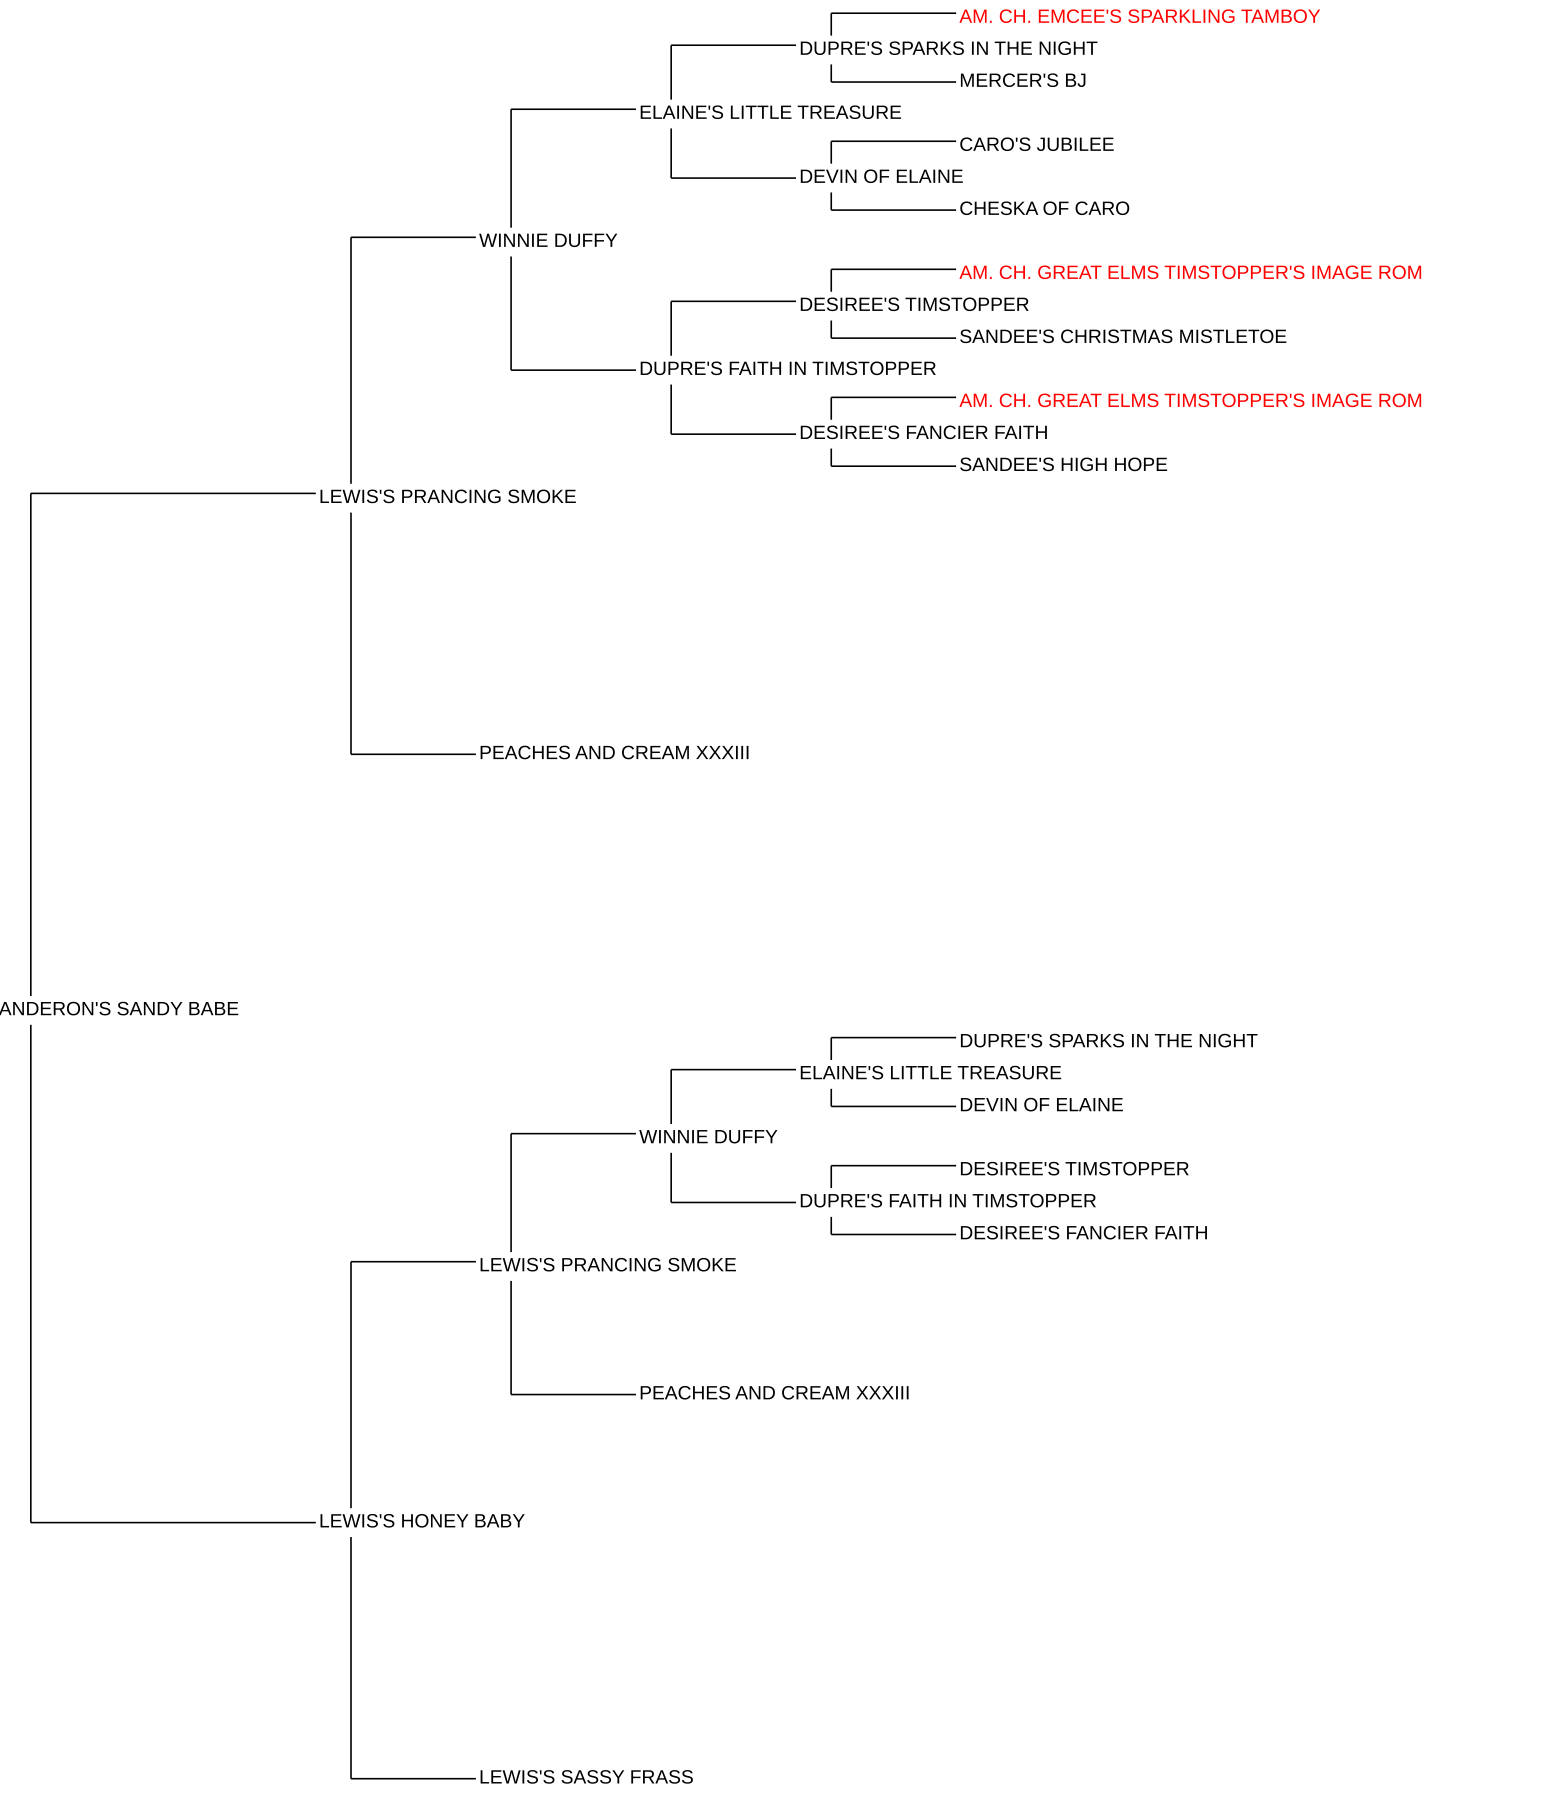 AM. CH. EMCEE'S SPARKLING TAMBOY
DUPRE'S SPARKS IN THE NIGHT
MERCER'S BJ
ELAINE'S LITTLE TREASURE
CARO'S JUBILEE
DEVIN OF ELAINE
CHESKA OF CARO
WINNIE DUFFY
AM. CH. GREAT ELMS TIMSTOPPER'S IMAGE ROM
DESIREE'S TIMSTOPPER
SANDEE'S CHRISTMAS MISTLETOE
DUPRE'S FAITH IN TIMSTOPPER
AM. CH. GREAT ELMS TIMSTOPPER'S IMAGE ROM
DESIREE'S FANCIER FAITH
SANDEE'S HIGH HOPE
LEWIS'S PRANCING SMOKE
PEACHES AND CREAM XXXIII
ANDERON'S SANDY BABE
DUPRE'S SPARKS IN THE NIGHT
ELAINE'S LITTLE TREASURE
DEVIN OF ELAINE
WINNIE DUFFY
DESIREE'S TIMSTOPPER
DUPRE'S FAITH IN TIMSTOPPER
DESIREE'S FANCIER FAITH
LEWIS'S PRANCING SMOKE
PEACHES AND CREAM XXXIII
LEWIS'S HONEY BABY
LEWIS'S SASSY FRASS